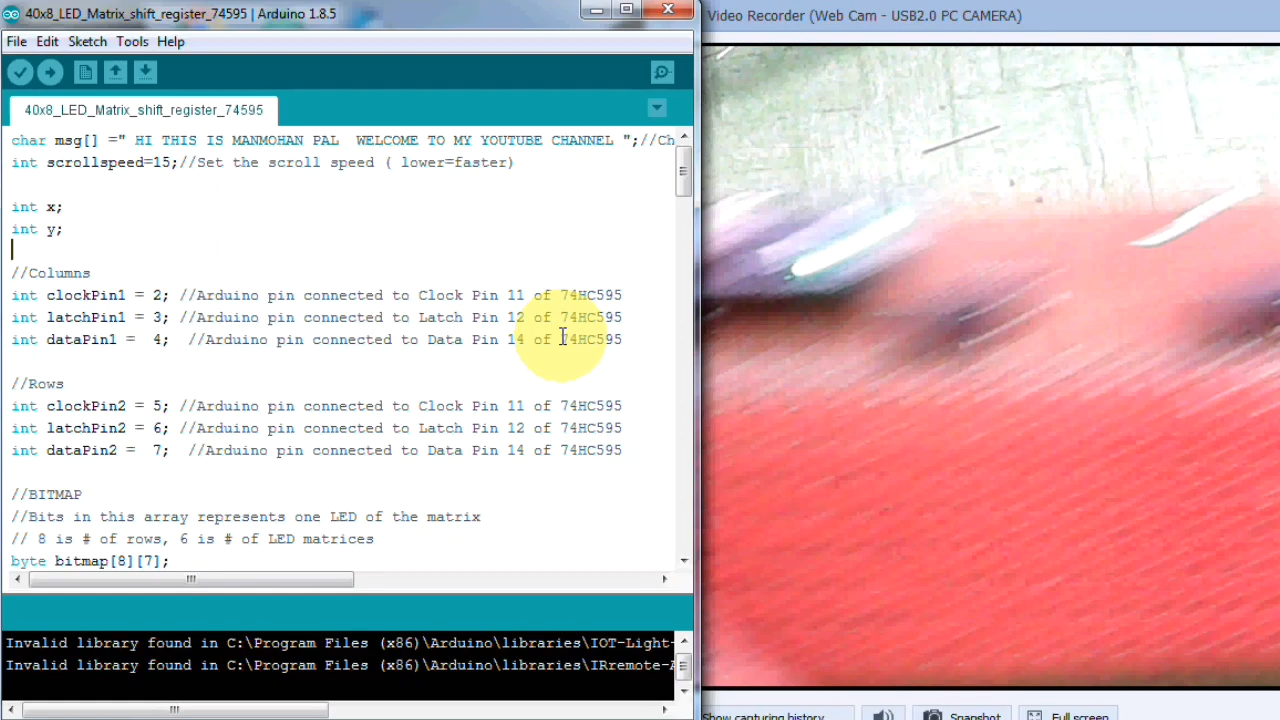 40x8_LED_Matrix_shift_register_74595 | Arduino 1.8.5
File Edit Sketch Tools Help
40x8_LED_Matrix_shift_register_74595
char msg[] =" HI THIS IS MANMOHAN PAL  WELCOME TO MY YOUTUBE CHANNEL ";//Ch
int scrollspeed=15;//Set the scroll speed ( lower=faster)
int x;
int y;
//Columns
int clockPin1 = 2; //Arduino pin connected to Clock Pin 11 of 74HC595
int latchPin1 = 3; //Arduino pin connected to Latch Pin 12 of 74HC595
int dataPin1 =  4;  //Arduino pin connected to Data Pin 14 of 74HC595
//Rows
int clockPin2 = 5; //Arduino pin connected to Clock Pin 11 of 74HC595
int latchPin2 = 6; //Arduino pin connected to Latch Pin 12 of 74HC595
int dataPin2 =  7;  //Arduino pin connected to Data Pin 14 of 74HC595
//BITMAP
//Bits in this array represents one LED of the matrix
// 8 is # of rows, 6 is # of LED matrices
byte bitmap[8][7];
Invalid library found in C:\Program Files (x86)\Arduino\libraries\IOT-Light-
Invalid library found in C:\Program Files (x86)\Arduino\libraries\IRremote-
Video Recorder (Web Cam - USB2.0 PC CAMERA)
Show capturing history
Snapshot
Full screen